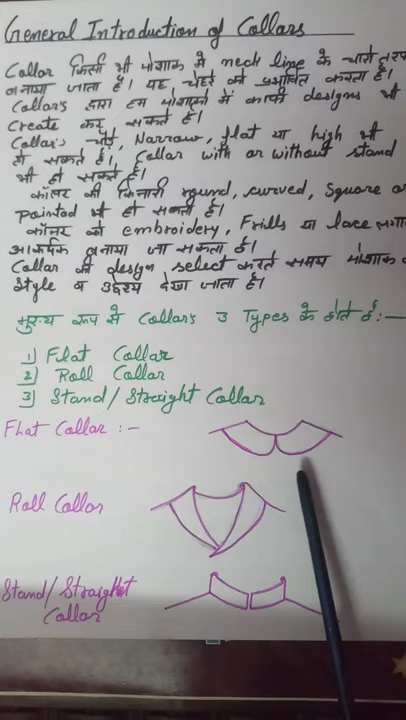 General Introduction of Collars
Collar किसी भी पोशाक में neck line के चारो तरफ
बनाया जाता है। यह चेहरे को प्रभावित करता है।
Collar's द्वारा हम पोशाकों में काफी designs भी
Create कर सकते हैं।
Collar's चौड़े, Narrow, flat या high भी
हो सकते हैं। Collar with or without stand
भी हो सकते हैं।
कॉलर की किनारी round, curved, Square or
pointed भी हो सकती है।
कॉलर को embroidery, Frills या lace लगा
आकर्षक बनाया जा सकता है।
Collar की design select करते समय पोशाक
Style व उद्देश्य देखा जाता है।
मुख्य रूप से Collars 3 Types के होते हैं:—
1) Flat Collar
2) Roll Collar
3) Stand/Straight Collar
Flat Collar :-
Roll Collar
Stand/Straight
Collar